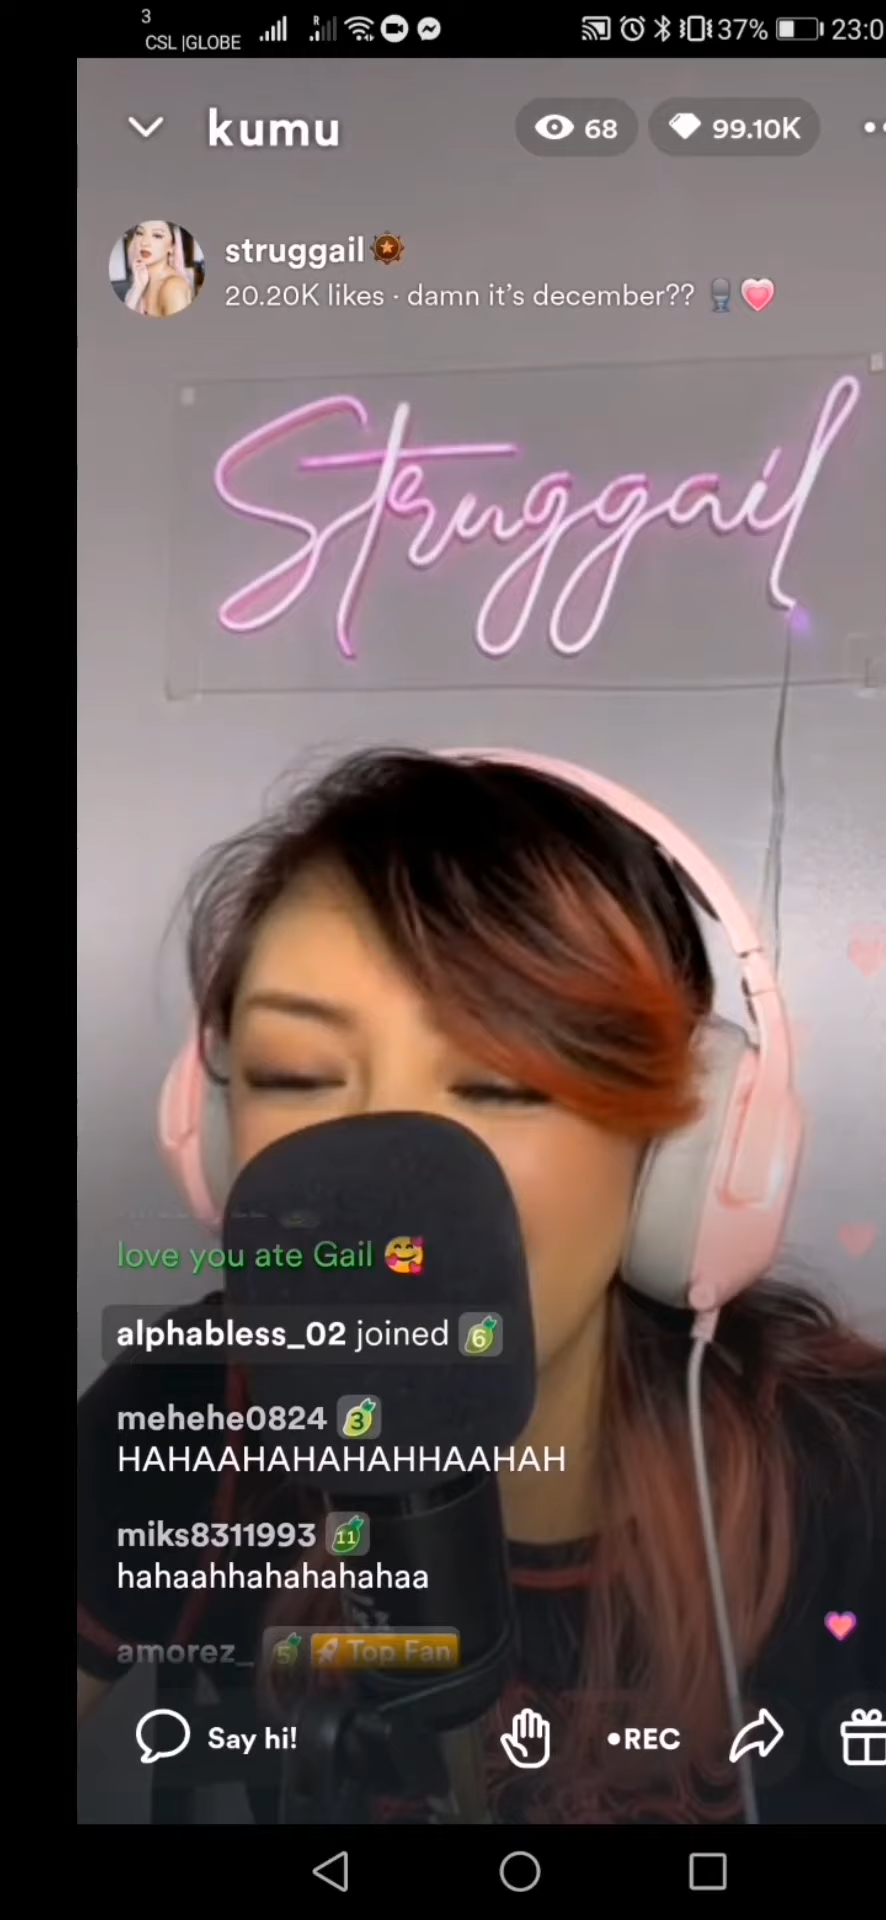 3
CSL |GLOBE
R
37%
23:0
kumu
68
99.10K
struggail
20.20K likes · damn it's december??
Struggail
love you ate Gail
alphabless_02 joined 6
mehehe0824 3
HAHAAHAHAHAHHAAHAH
miks8311993 11
hahaahhahahahahaa
amorez_ 5 Top Fan
Say hi!
•REC